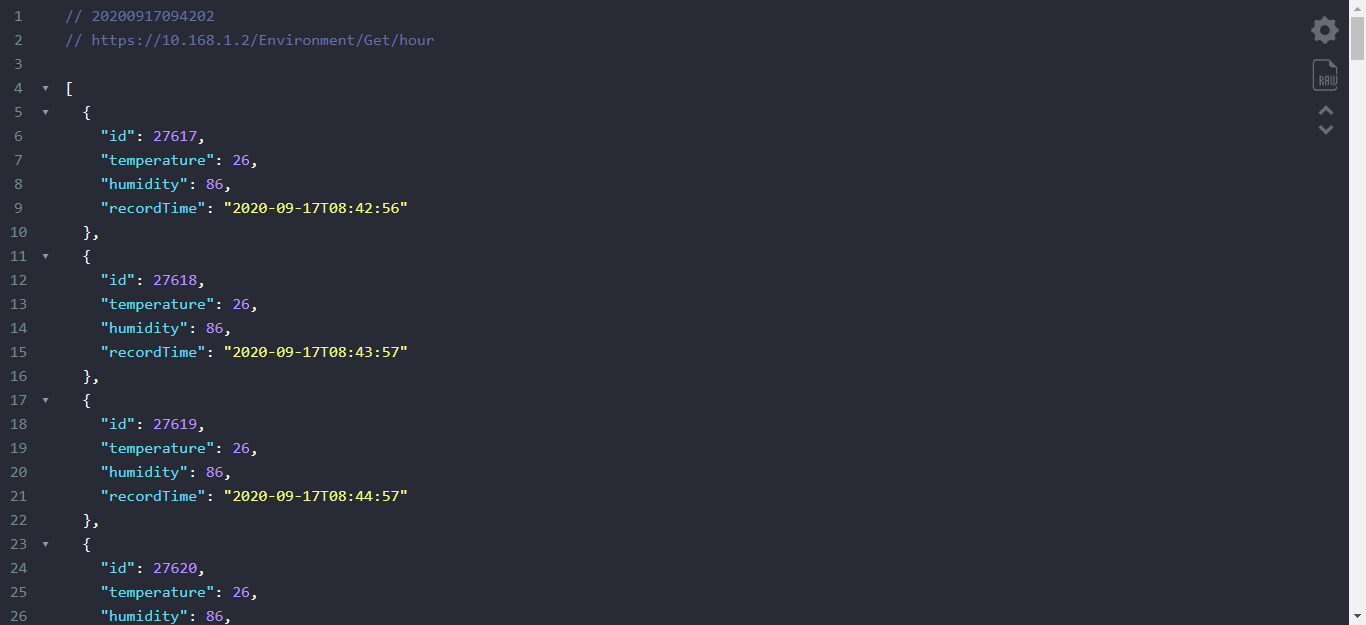 1 // 20200917094202
2 // https://10.168.1.2/Environment/Get/hour
3
4 [
5 {
6 "id": 27617,
7 "temperature": 26,
8 "humidity": 86,
9 "recordTime": "2020-09-17T08:42:56"
10 },
11 {
12 "id": 27618,
13 "temperature": 26,
14 "humidity": 86,
15 "recordTime": "2020-09-17T08:43:57"
16 },
17 {
18 "id": 27619,
19 "temperature": 26,
20 "humidity": 86,
21 "recordTime": "2020-09-17T08:44:57"
22 },
23 {
24 "id": 27620,
25 "temperature": 26,
26 "humidity": 86,
RAW